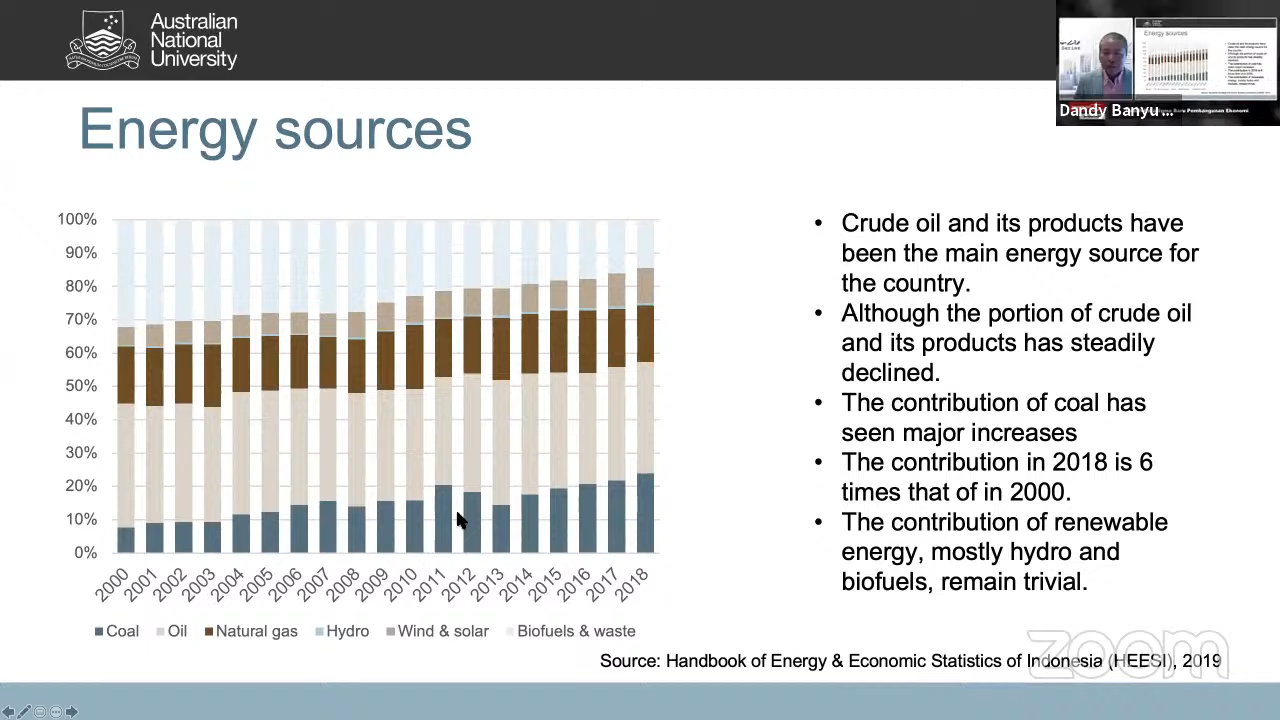 Australian
National
University
Energy sources
Dandy Banyu ...
Energy sources
100%
90%
80%
70%
60%
50%
40%
30%
20%
10%
0%
2000 2001 2002 2003 2004 2005 2006 2007 2008 2009 2010 2011 2012 2013 2014 2015 2016 2017 2018
Coal Oil Natural gas Hydro Wind & solar Biofuels & waste
• Crude oil and its products have
been the main energy source for
the country.
• Although the portion of crude oil
and its products has steadily
declined.
• The contribution of coal has
seen major increases
• The contribution in 2018 is 6
times that of in 2000.
• The contribution of renewable
energy, mostly hydro and
biofuels, remain trivial.
zoom
Source: Handbook of Energy & Economic Statistics of Indonesia (HEESI), 2019